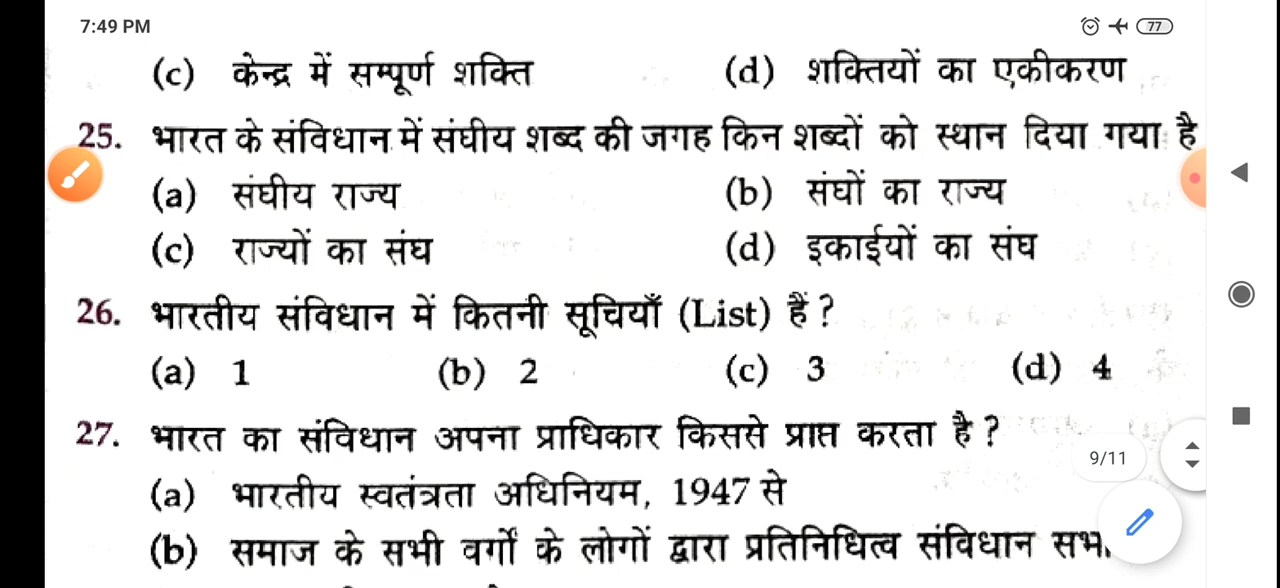 7:49 PM 77
(c) केन्द्र में सम्पूर्ण शक्ति (d) शक्तियों का एकीकरण
25. भारत के संविधान में संघीय शब्द की जगह किन शब्दों को स्थान दिया गया है
(a) संघीय राज्य (b) संघों का राज्य
(c) राज्यों का संघ (d) इकाईयों का संघ
26. भारतीय संविधान में कितनी सूचियाँ (List) हैं ?
(a) 1 (b) 2 (c) 3 (d) 4
27. भारत का संविधान अपना प्राधिकार किससे प्राप्त करता है ?
9/11
(a) भारतीय स्वतंत्रता अधिनियम, 1947 से
(b) समाज के सभी वर्गों के लोगों द्वारा प्रतिनिधित्व संविधान